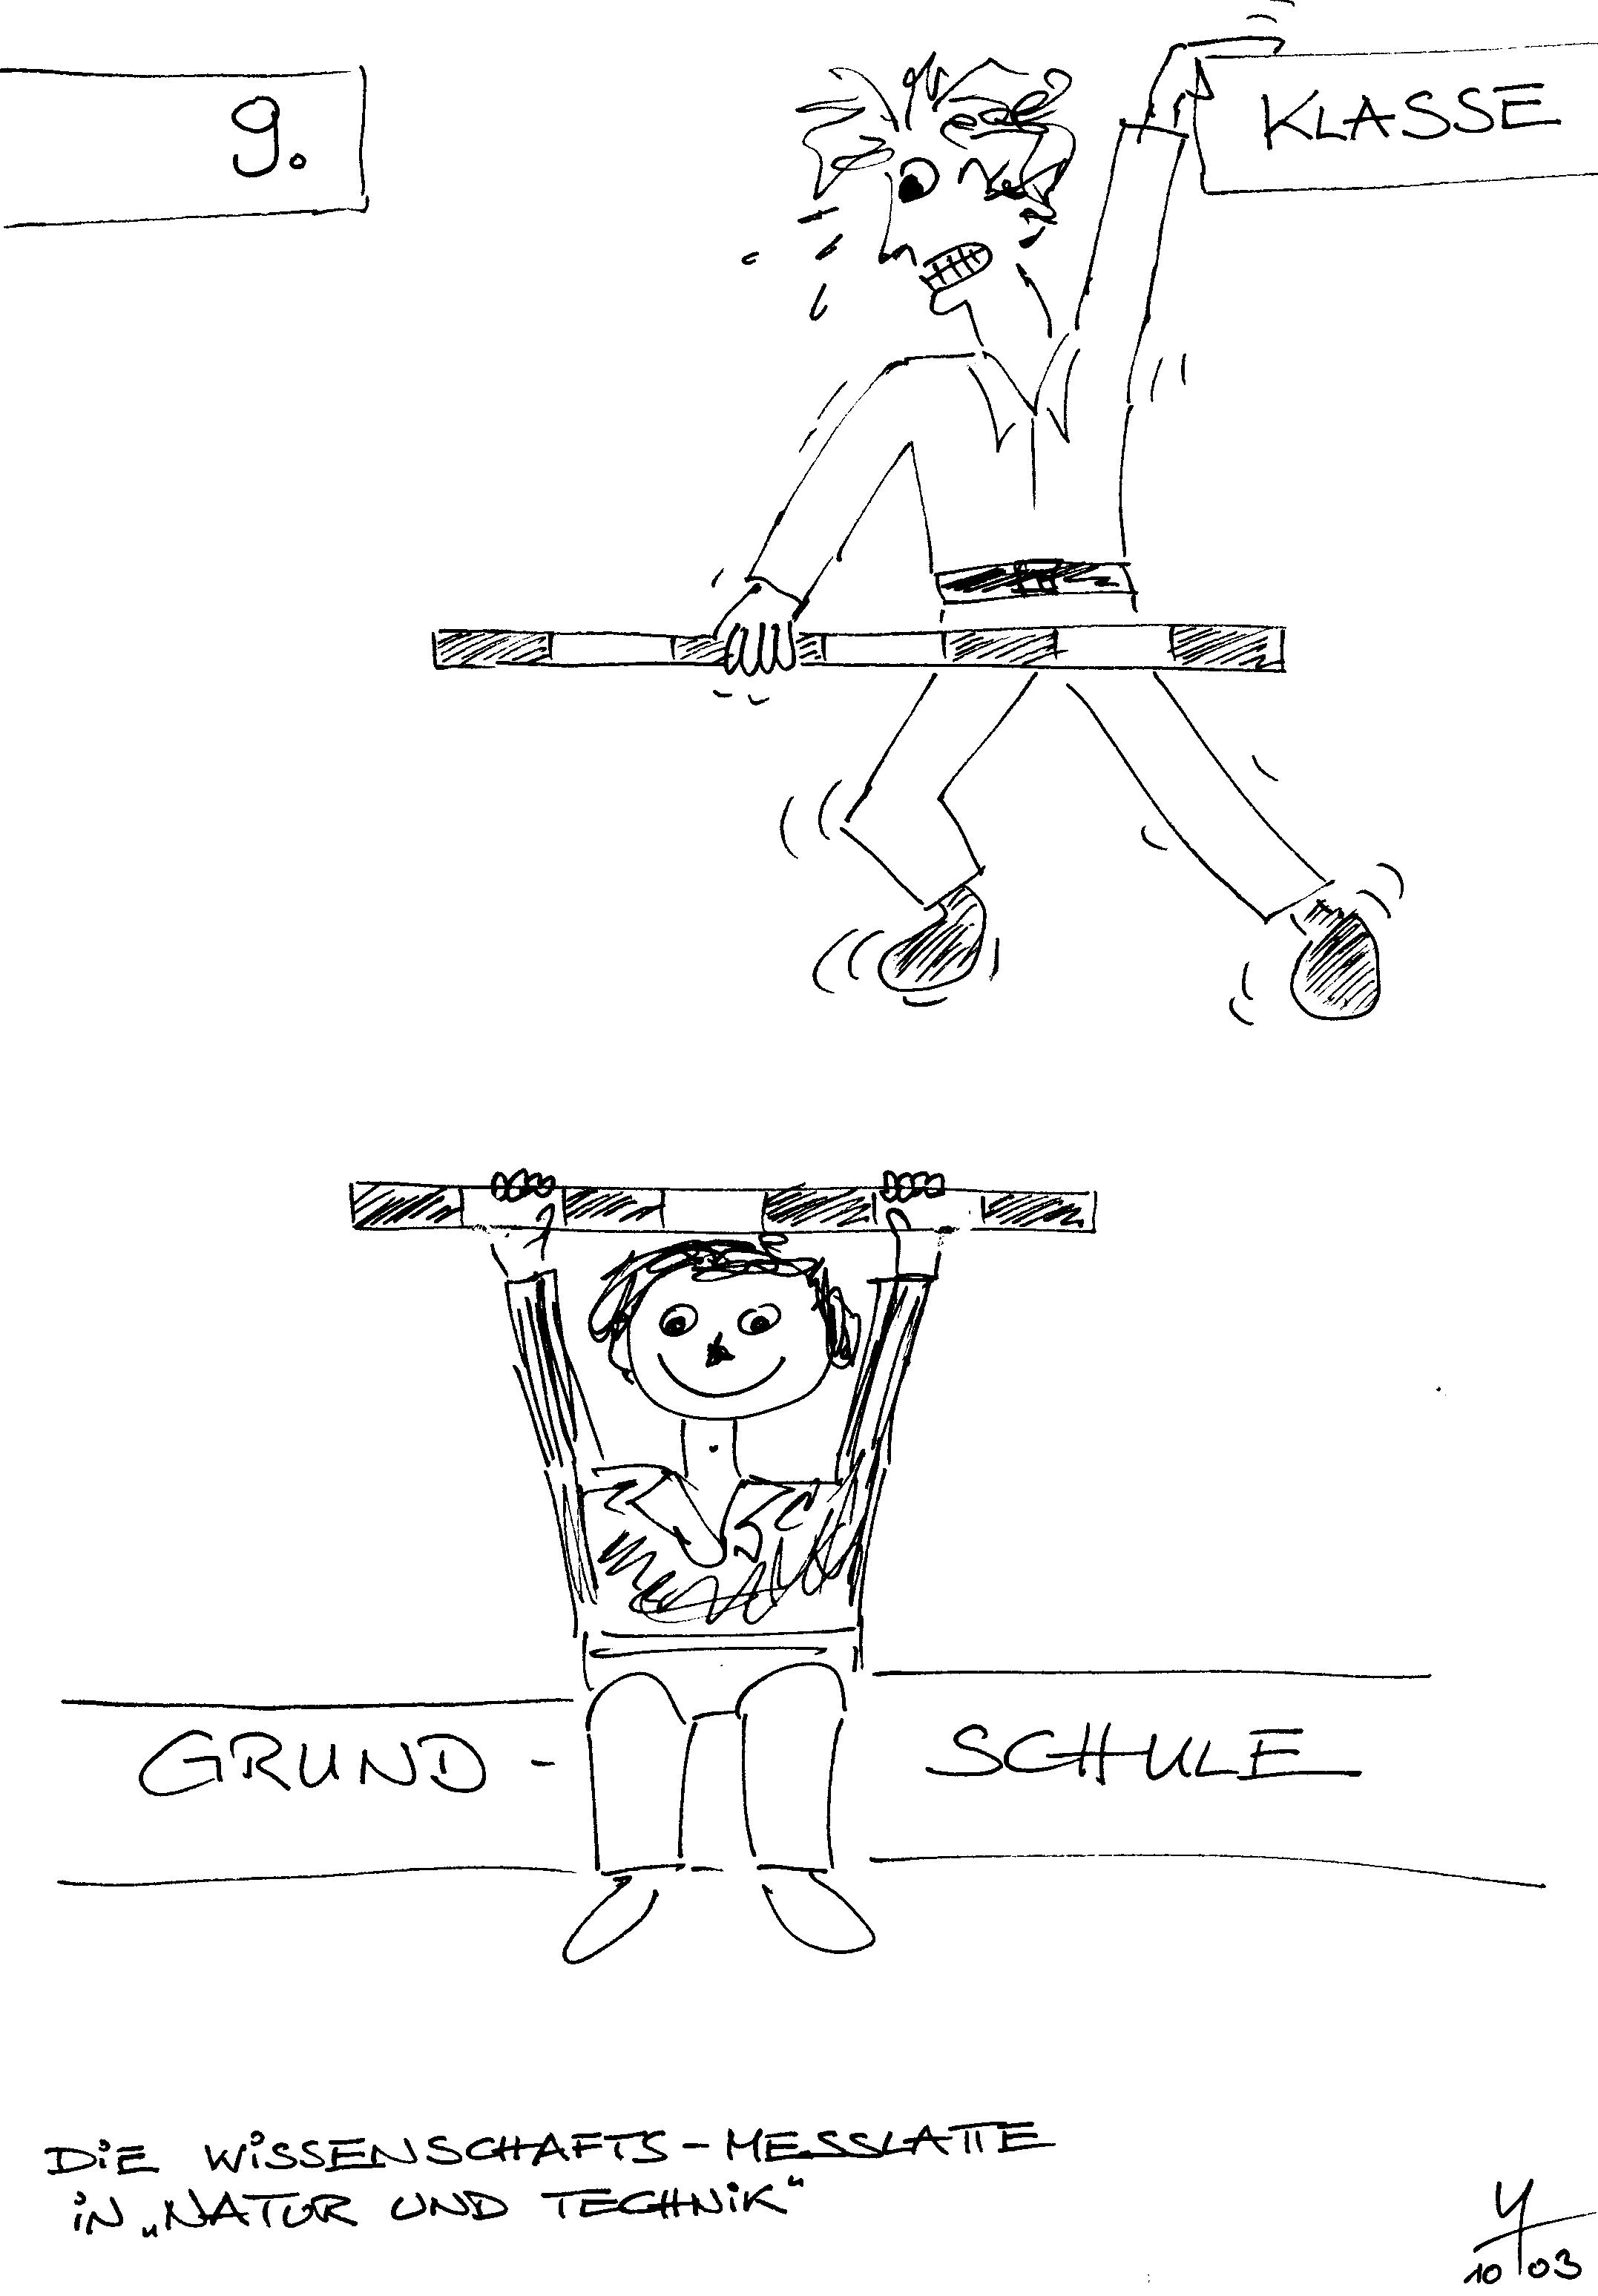 9. KLASSE
GRUND- SCHULE
DiE WiSSENSCHAFTS-MESSLATTE
iN „NATUR UND TECHNiK“
10 03